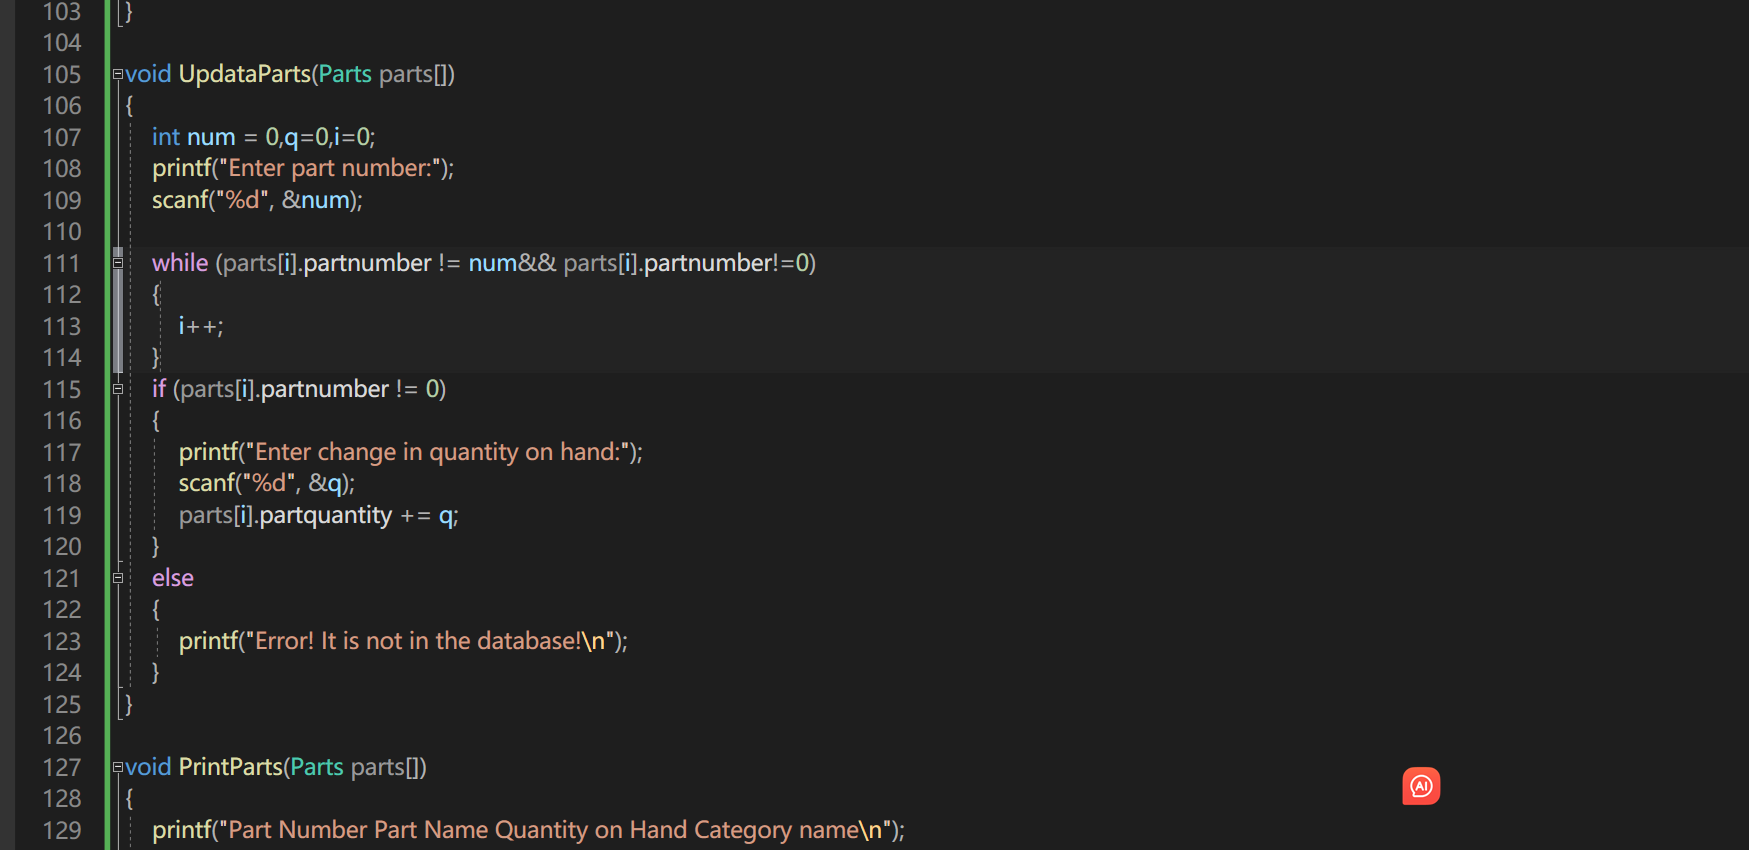 103 }
104
105 void UpdataParts(Parts parts[])
106 {
107 int num = 0,q=0,i=0;
108 printf("Enter part number:");
109 scanf("%d", &num);
110
111 while (parts[i].partnumber != num&& parts[i].partnumber!=0)
112 {
113 i++;
114 }
115 if (parts[i].partnumber != 0)
116 {
117 printf("Enter change in quantity on hand:");
118 scanf("%d", &q);
119 parts[i].partquantity += q;
120 }
121 else
122 {
123 printf("Error! It is not in the database!\n");
124 }
125 }
126
127 void PrintParts(Parts parts[])
128 {
AI
129 printf("Part Number Part Name Quantity on Hand Category name\n");